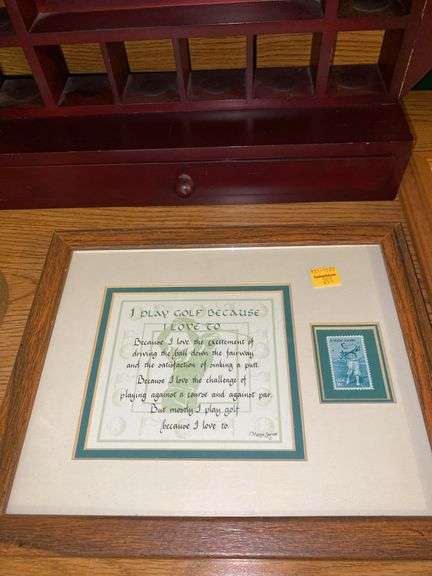 I PLAY GOLF BECAUSE
I LOVE TO
Because I love the excitement of
driving the ball down the fairway
and the satisfaction of sinking a putt.
Because I love the challenge of
playing against a course and against par.
But mostly I play golf
because I love to.